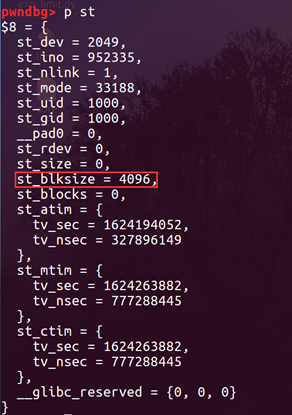 exp_limit.py
pwndbg> p st
$8 = {
  st_dev = 2049,
  st_ino = 952335,
  st_nlink = 1,
  st_mode = 33188,
  st_uid = 1000,
  st_gid = 1000,
  __pad0 = 0,
  st_rdev = 0,
  st_size = 0,
  st_blksize = 4096,
  st_blocks = 0,
  st_atim = {
    tv_sec = 1624194052,
    tv_nsec = 327896149
  },
  st_mtim = {
    tv_sec = 1624263882,
    tv_nsec = 777288445
  },
  st_ctim = {
    tv_sec = 1624263882,
    tv_nsec = 777288445
  },
  __glibc_reserved = {0, 0, 0}
}